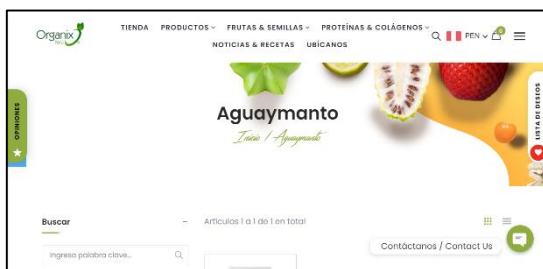 Organix
TIENDA PRODUCTOS FRUTAS & SEMILLAS PROTEÍNAS & COLÁGENOS
PEN 0
NOTICIAS & RECETAS UBÍCANOS
OPINIONES
LISTA DE DESEOS
Aguaymanto
Inicio / Aguaymanto
Buscar
Artículos 1 a 1 de 1 en total
Ingresa palabra clave...
Contáctanos / Contact Us